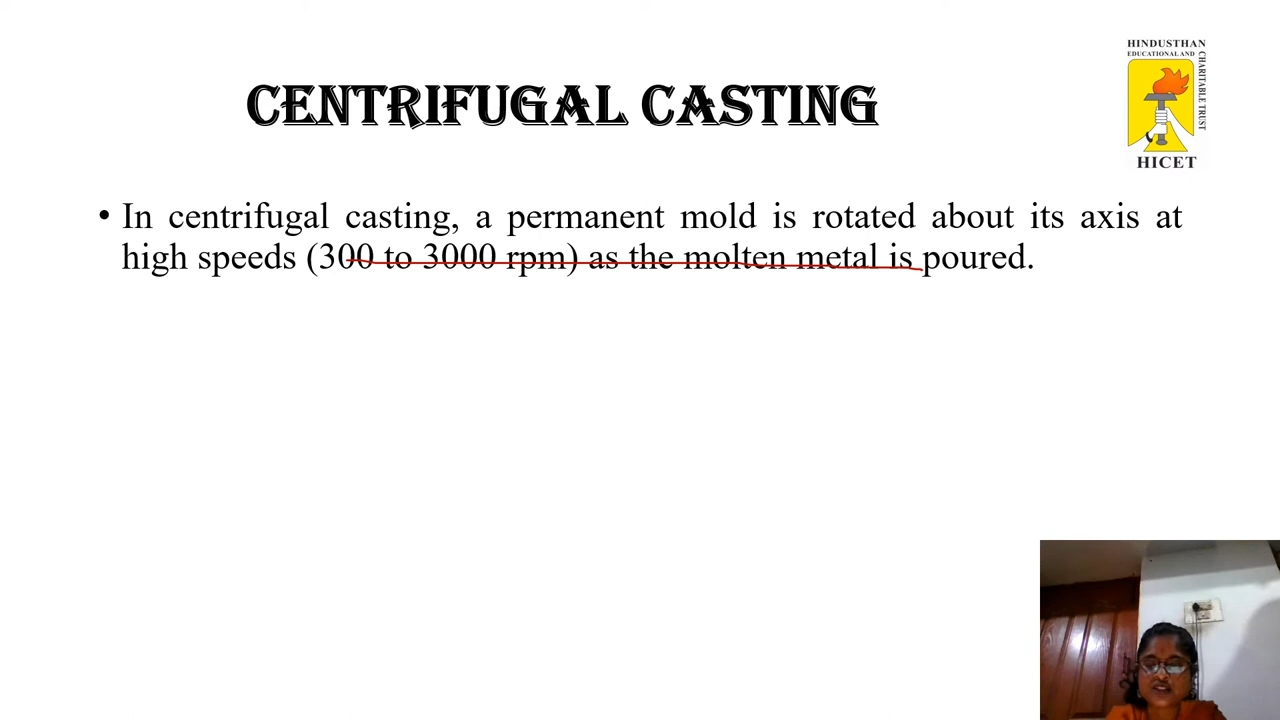 HINDUSTHAN
EDUCATIONAL AND
CHARITABLE TRUST
HICET
CENTRIFUGAL CASTING
• In centrifugal casting, a permanent mold is rotated about its axis at
high speeds (300 to 3000 rpm) as the molten metal is poured.